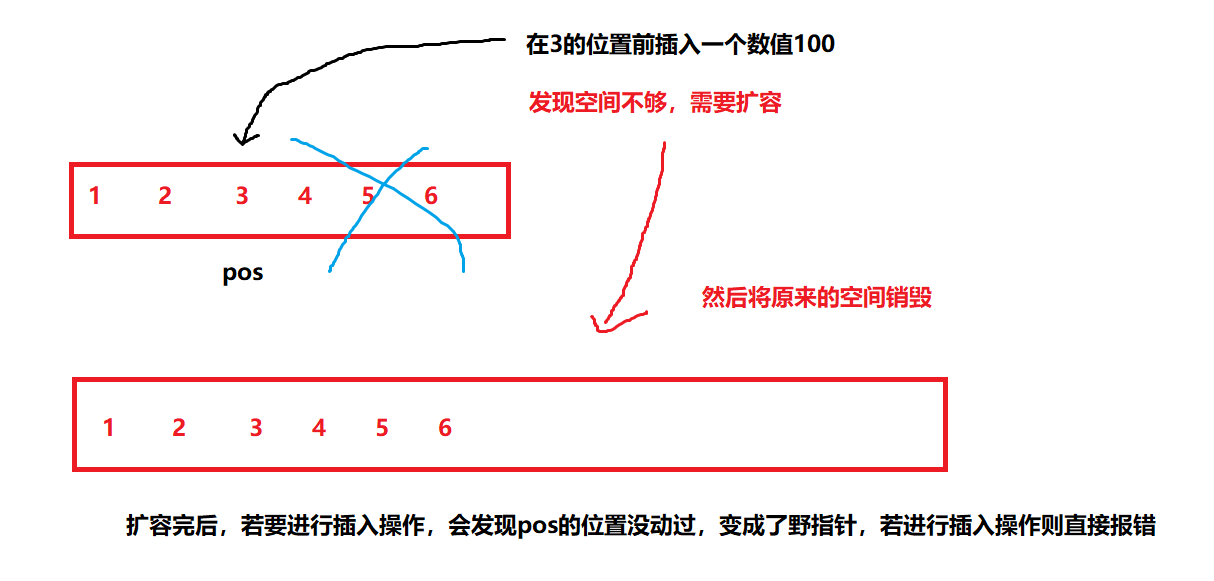 在3的位置前插入一个数值100
发现空间不够，需要扩容
1 2 3 4 5 6
pos
然后将原来的空间销毁
1 2 3 4 5 6
扩容完后，若要进行插入操作，会发现pos的位置没动过，变成了野指针，若进行插入操作则直接报错